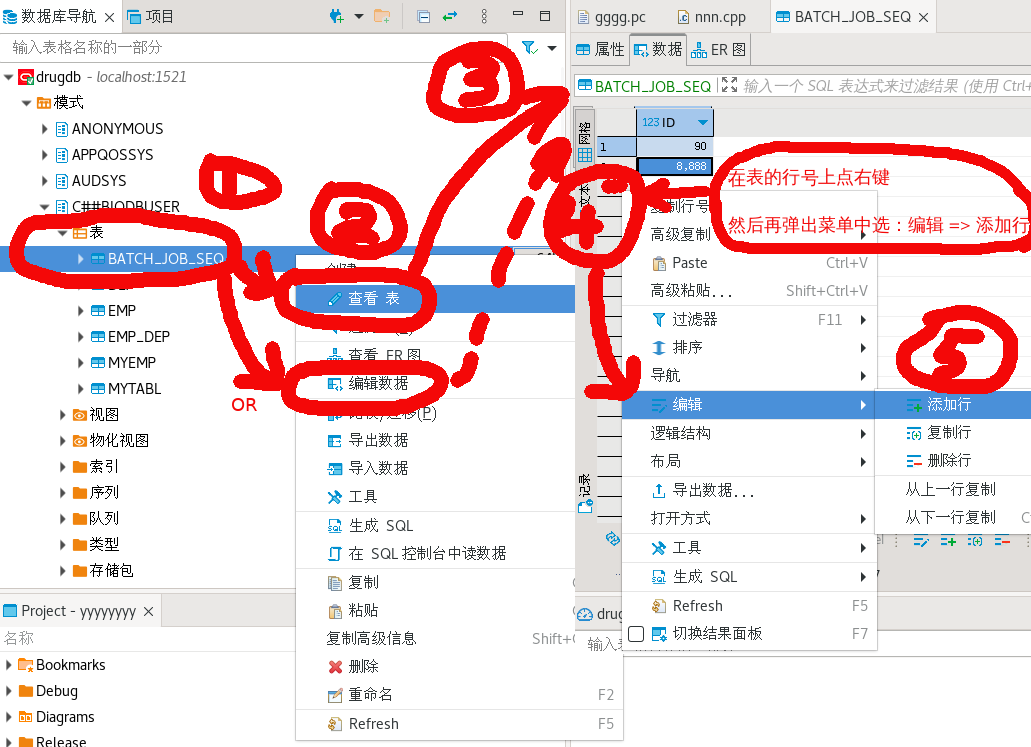 数据库导航
项目
gggg.pc
nnn.cpp
BATCH_JOB_SEQ
输入表格名称的一部分
属性
数据
ER 图
drugdb - localhost:1521
BATCH_JOB_SEQ
输入一个 SQL 表达式来过滤结果 (使用 Ctrl+
模式
ANONYMOUS
APPQOSSYS
AUDSYS
C##BIODBUSER
表
BATCH_JOB_SEQ
EMP
EMP_DEP
MYEMP
MYTABL
视图
物化视图
索引
序列
队列
类型
存储包
①
②
③
④
⑤
OR
网格
123 ID
1
90
8,888
记录
在表的行号上点右键
然后再弹出菜单中选：编辑 => 添加行
查看 表
查看 ER 图
编辑数据
导出数据
导入数据
工具
生成 SQL
在 SQL 控制台中读数据
复制
粘贴
复制高级信息 Shift+
删除
重命名 F2
Refresh F5
复制行号
高级复制
Paste Ctrl+V
高级粘贴... Shift+Ctrl+V
过滤器 F11
排序
导航
编辑
逻辑结构
布局
导出数据...
打开方式
工具
生成 SQL
Refresh F5
切换结果面板 F7
添加行
复制行
删除行
从上一行复制
从下一行复制
drug
输入
Project - yyyyyyyy
名称
Bookmarks
Debug
Diagrams
Release